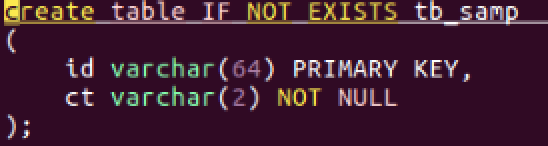 create table IF NOT EXISTS tb_samp
(
    id varchar(64) PRIMARY KEY,
    ct varchar(2) NOT NULL
);